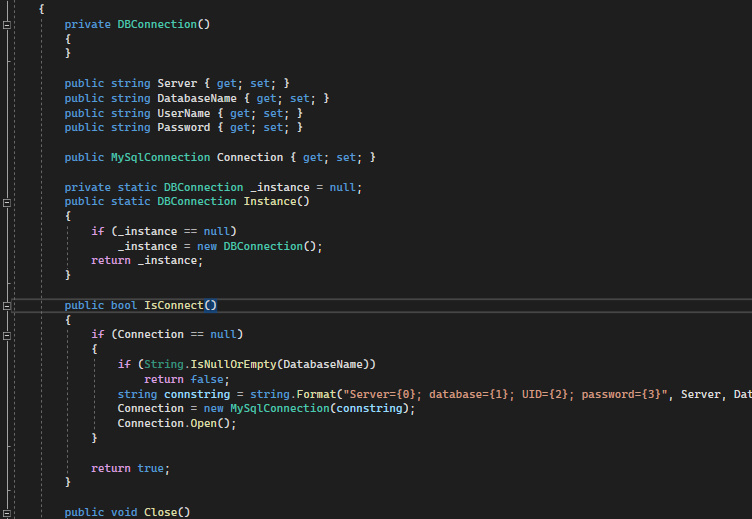 {
private DBConnection()
{
}
public string Server { get; set; }
public string DatabaseName { get; set; }
public string UserName { get; set; }
public string Password { get; set; }
public MySqlConnection Connection { get; set; }
private static DBConnection _instance = null;
public static DBConnection Instance()
{
if (_instance == null)
_instance = new DBConnection();
return _instance;
}
public bool IsConnect()
{
if (Connection == null)
{
if (String.IsNullOrEmpty(DatabaseName))
return false;
string connstring = string.Format("Server={0}; database={1}; UID={2}; password={3}", Server, Dat
Connection = new MySqlConnection(connstring);
Connection.Open();
}
return true;
}
public void Close()